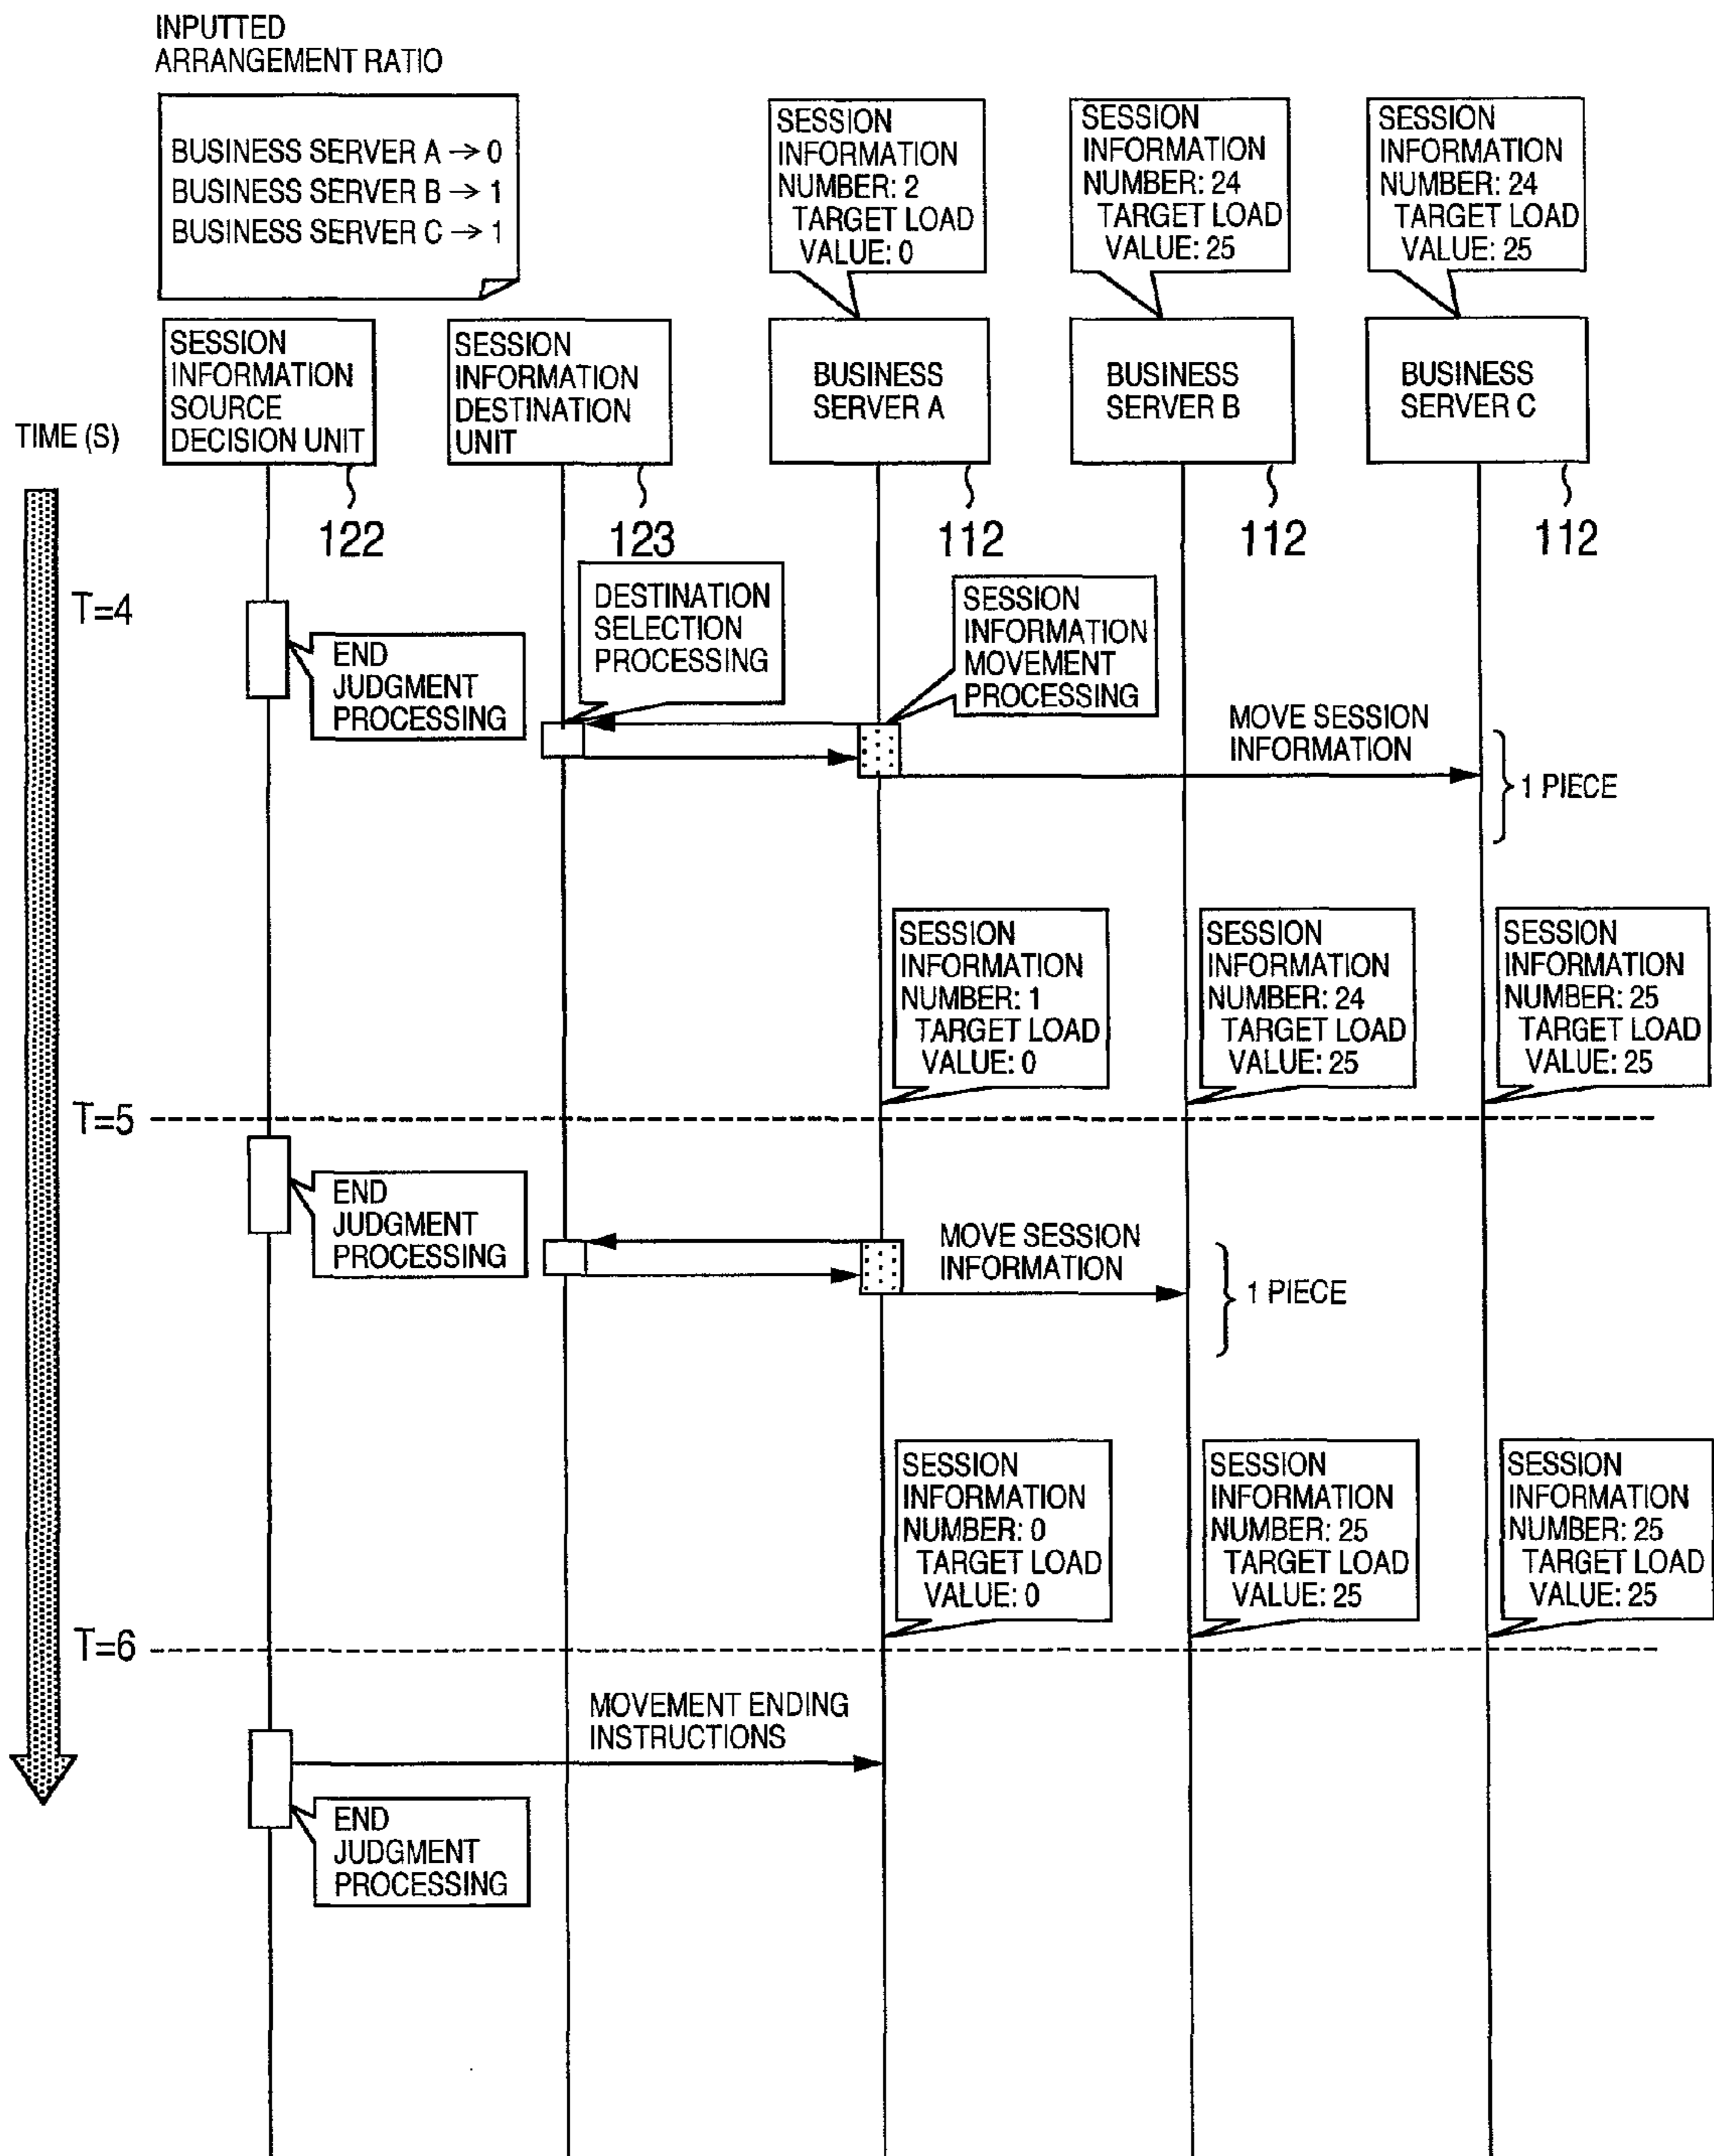 INPUTTED
ARRANGEMENT RATIO
BUSINESS SERVER A → 0
BUSINESS SERVER B → 1
BUSINESS SERVER C → 1
SESSION
INFORMATION
NUMBER: 2
TARGET LOAD
VALUE: 0
SESSION
INFORMATION
NUMBER: 24
TARGET LOAD
VALUE: 25
SESSION
INFORMATION
NUMBER: 24
TARGET LOAD
VALUE: 25
SESSION
INFORMATION
SOURCE
DECISION UNIT
SESSION
INFORMATION
DESTINATION
UNIT
BUSINESS
SERVER A
BUSINESS
SERVER B
BUSINESS
SERVER C
TIME (S)
122
123
112
112
112
T=4
END
JUDGMENT
PROCESSING
DESTINATION
SELECTION
PROCESSING
SESSION
INFORMATION
MOVEMENT
PROCESSING
MOVE SESSION
INFORMATION
1 PIECE
SESSION
INFORMATION
NUMBER: 1
TARGET LOAD
VALUE: 0
SESSION
INFORMATION
NUMBER: 24
TARGET LOAD
VALUE: 25
SESSION
INFORMATION
NUMBER: 25
TARGET LOAD
VALUE: 25
T=5
END
JUDGMENT
PROCESSING
MOVE SESSION
INFORMATION
1 PIECE
SESSION
INFORMATION
NUMBER: 0
TARGET LOAD
VALUE: 0
SESSION
INFORMATION
NUMBER: 25
TARGET LOAD
VALUE: 25
SESSION
INFORMATION
NUMBER: 25
TARGET LOAD
VALUE: 25
T=6
MOVEMENT ENDING
INSTRUCTIONS
END
JUDGMENT
PROCESSING